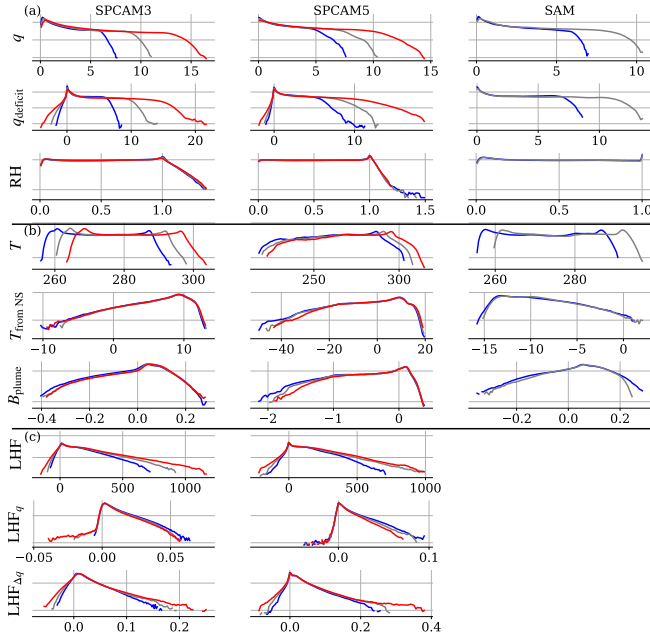 (a) SPCAM3 SPCAM5 SAM
q
0 5 10 15 0 5 10 15 0 5 10
q_deficit
0 10 20 0 10 0 5 10
RH
0.0 0.5 1.0 0.0 0.5 1.0 1.5 0.0 0.5 1.0
(b)
T
260 280 300 250 300 260 280
T_from NS
−10 0 10 −40 −20 0 20 −15 −10 −5 0
B_plume
−0.4 −0.2 0.0 0.2 −2 −1 0 −0.2 0.0 0.2
(c)
LHF
0 500 1000 0 500 1000
LHF_q
−0.05 0.00 0.05 0.0 0.1
LHF_Δq
0.0 0.1 0.2 0.0 0.2 0.4